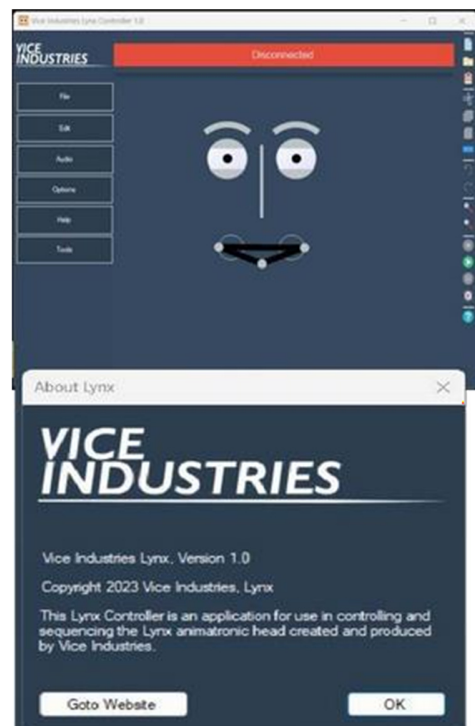 Vice Industries Lynx Controller 1.0
VICE
INDUSTRIES
Disconnected
File
Edit
Audio
Options
Help
Tools
About Lynx
VICE
INDUSTRIES
Vice Industries Lynx, Version 1.0
Copyright 2023 Vice Industries, Lynx
This Lynx Controller is an application for use in controlling and
sequencing the Lynx animatronic head created and produced
by Vice Industries.
Goto Website
OK